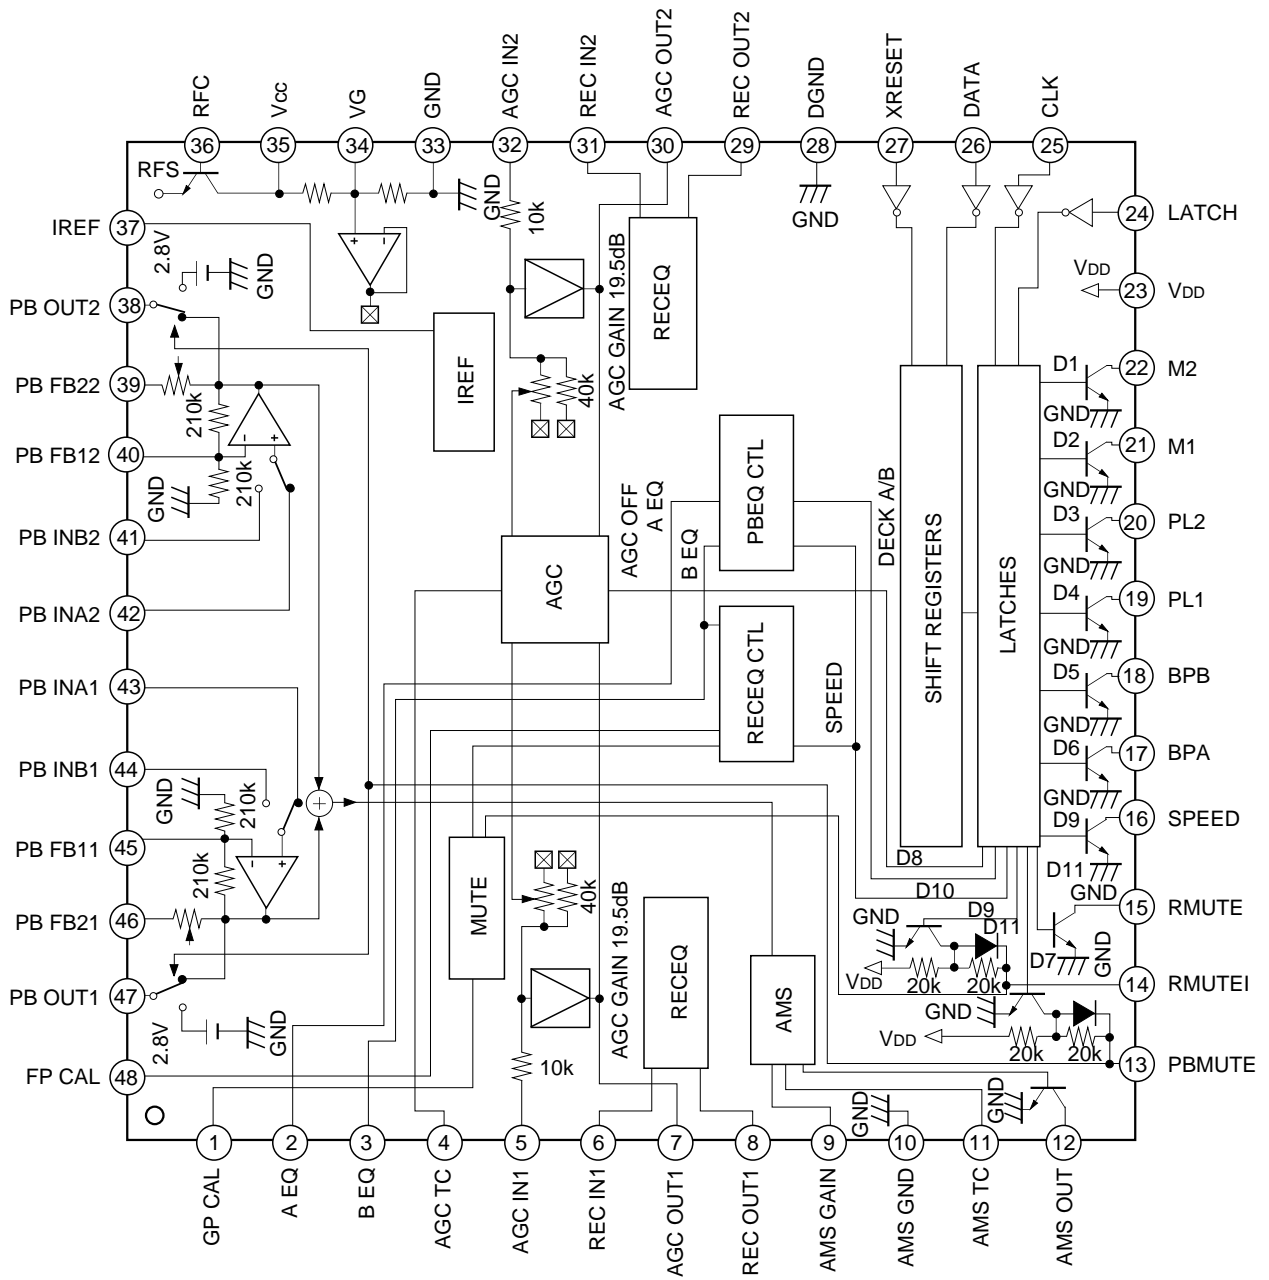 RFC
Vcc
VG
GND
AGC IN2
REC IN2
AGC OUT2
REC OUT2
DGND
XRESET
DATA
CLK
36
35
34
33
32
31
30
29
28
27
26
25
RFS
GND
10k
GND
IREF
37
2.8V
GND
24
LATCH
VDD
23
VDD
PB OUT2
38
AGC GAIN 19.5dB
RECEQ
IREF
40k
PB FB22
39
210k
D1
22
M2
GND
PB FB12
40
GND
210k
D2
21
M1
GND
PB INB2
41
AGC OFF
A EQ
B EQ
PBEQ CTL
DECK A/B
SHIFT REGISTERS
LATCHES
D3
20
PL2
GND
PB INA2
42
AGC
D4
19
PL1
GND
PB INA1
43
RECEQ CTL
SPEED
D5
18
BPB
GND
PB INB1
44
GND
210k
D6
17
BPA
GND
PB FB11
45
210k
D9
16
SPEED
D8
D11
GND
D10
PB FB21
46
MUTE
40k
AGC GAIN 19.5dB
RECEQ
AMS
GND
D9
D11
15
RMUTE
D7
GND
VDD
20k
20k
PB OUT1
47
14
RMUTEI
GND
2.8V
GND
VDD
20k
20k
FP CAL
48
10k
13
PBMUTE
GND
GND
1
2
3
4
5
6
7
8
9
10
11
12
GP CAL
A EQ
B EQ
AGC TC
AGC IN1
REC IN1
AGC OUT1
REC OUT1
AMS GAIN
AMS GND
AMS TC
AMS OUT